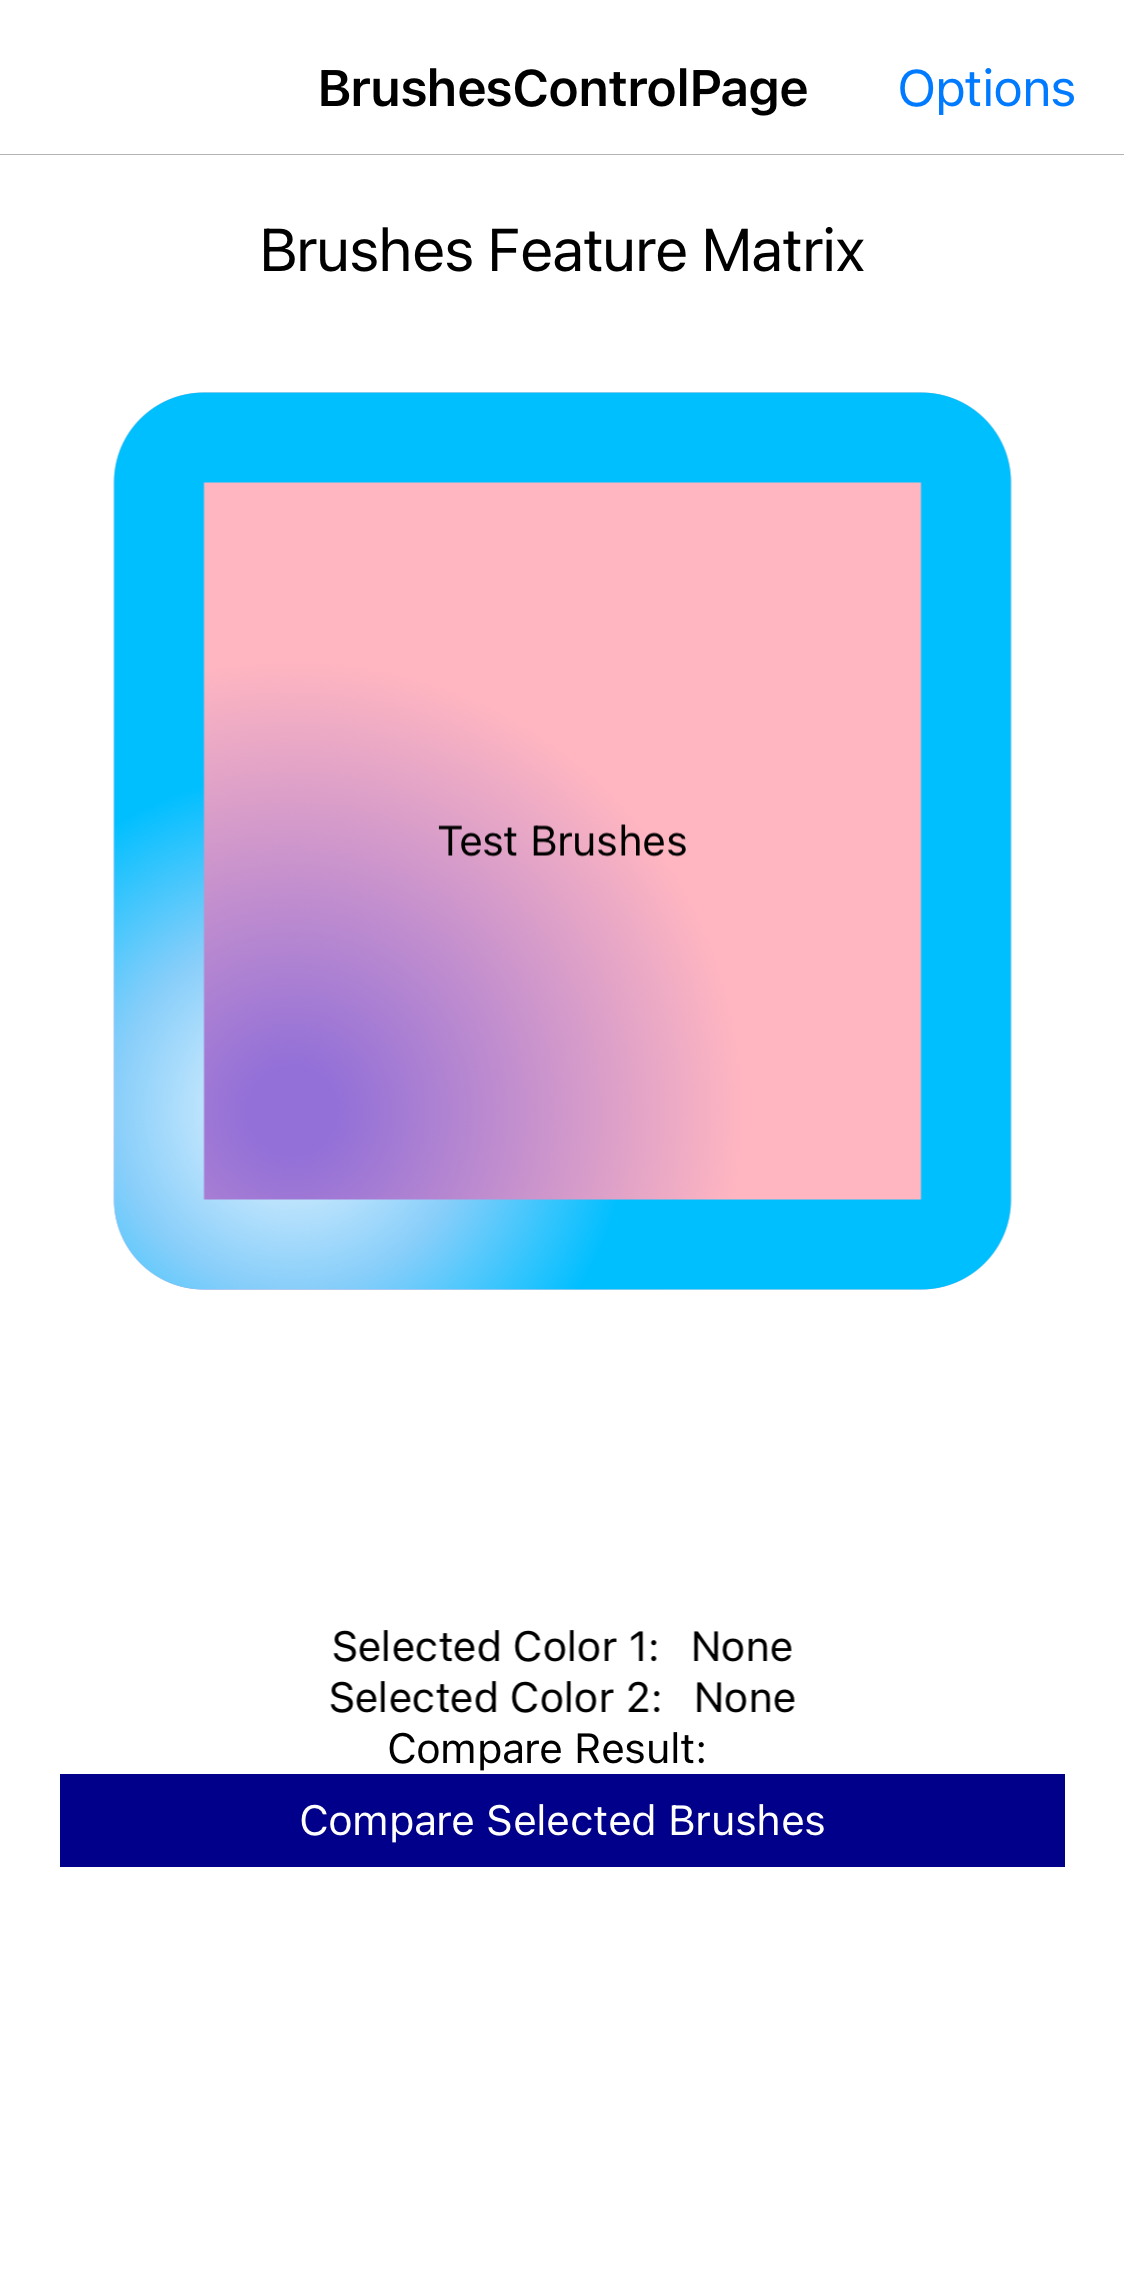 BrushesControlPage Options
Brushes Feature Matrix
Test Brushes
Selected Color 1: None
Selected Color 2: None
Compare Result:
Compare Selected Brushes